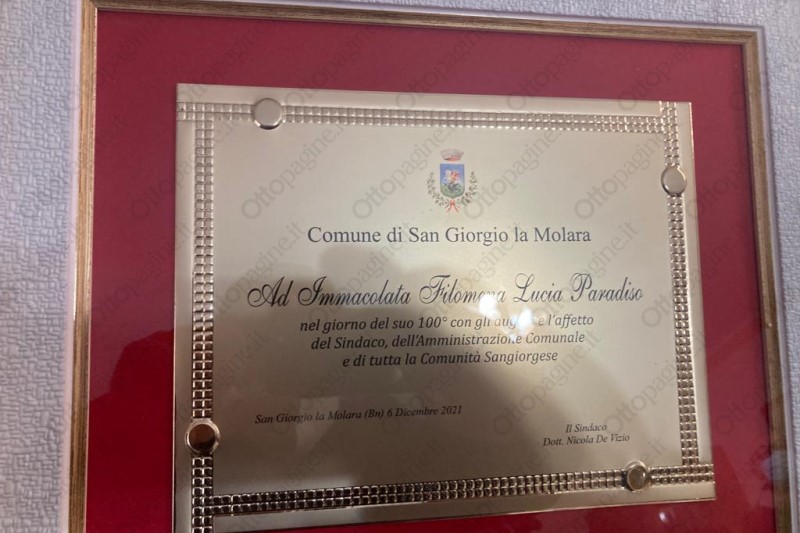 Comune di San Giorgio la Molara
Ad Immacolata Filomena Lucia Paradiso
nel giorno del suo 100° con gli auguri e l'affetto
del Sindaco, dell'Amministrazione Comunale
e di tutta la Comunità Sangiorgese
San Giorgio la Molara (Bn) 6 Dicembre 2021
Il Sindaco
Dott. Nicola De Vizio
Ottopagine.it